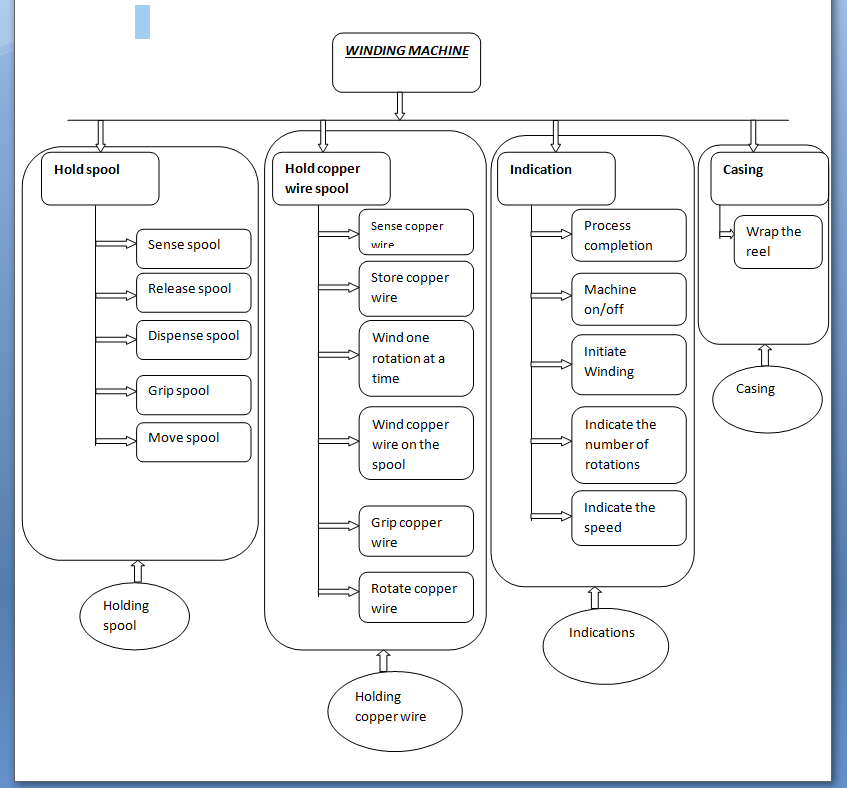 WINDING MACHINE
Hold spool
Sense spool
Release spool
Dispense spool
Grip spool
Move spool
Holding
spool
Hold copper
wire spool
Sense copper
wire
Store copper
wire
Wind one
rotation at a
time
Wind copper
wire on the
spool
Grip copper
wire
Rotate copper
wire
Holding
copper wire
Indication
Process
completion
Machine
on/off
Initiate
Winding
Indicate the
number of
rotations
Indicate the
speed
Indications
Casing
Wrap the
reel
Casing